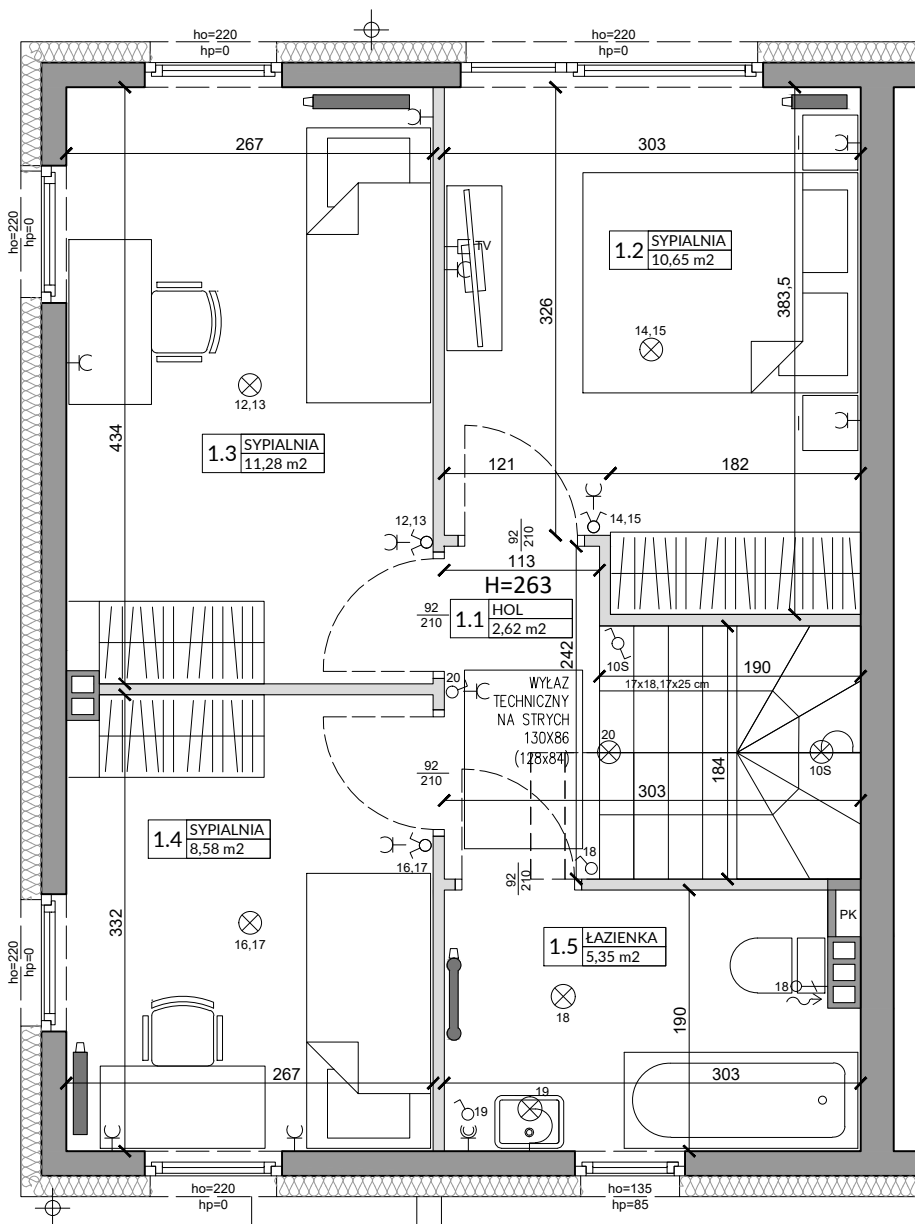 ho=220
hp=0
ho=220
hp=0
267
303
ho=220
hp=0
1.2
SYPIALNIA
10,65 m2
TV
326
383,5
14,15
12,13
434
1.3
SYPIALNIA
11,28 m2
121
182
12,13
14,15
92
210
113
H=263
92
210
1.1
HOL
2,62 m2
242
10S
190
17x18,17x25 cm
20
WYŁAZ
TECHNICZNY
NA STRYCH
130X86
(128x84)
20
10S
184
92
210
303
1.4
SYPIALNIA
8,58 m2
16,17
18
92
210
332
16,17
PK
1.5
ŁAZIENKA
5,35 m2
ho=220
hp=0
18
18
190
267
303
19
19
ho=220
hp=0
ho=135
hp=85